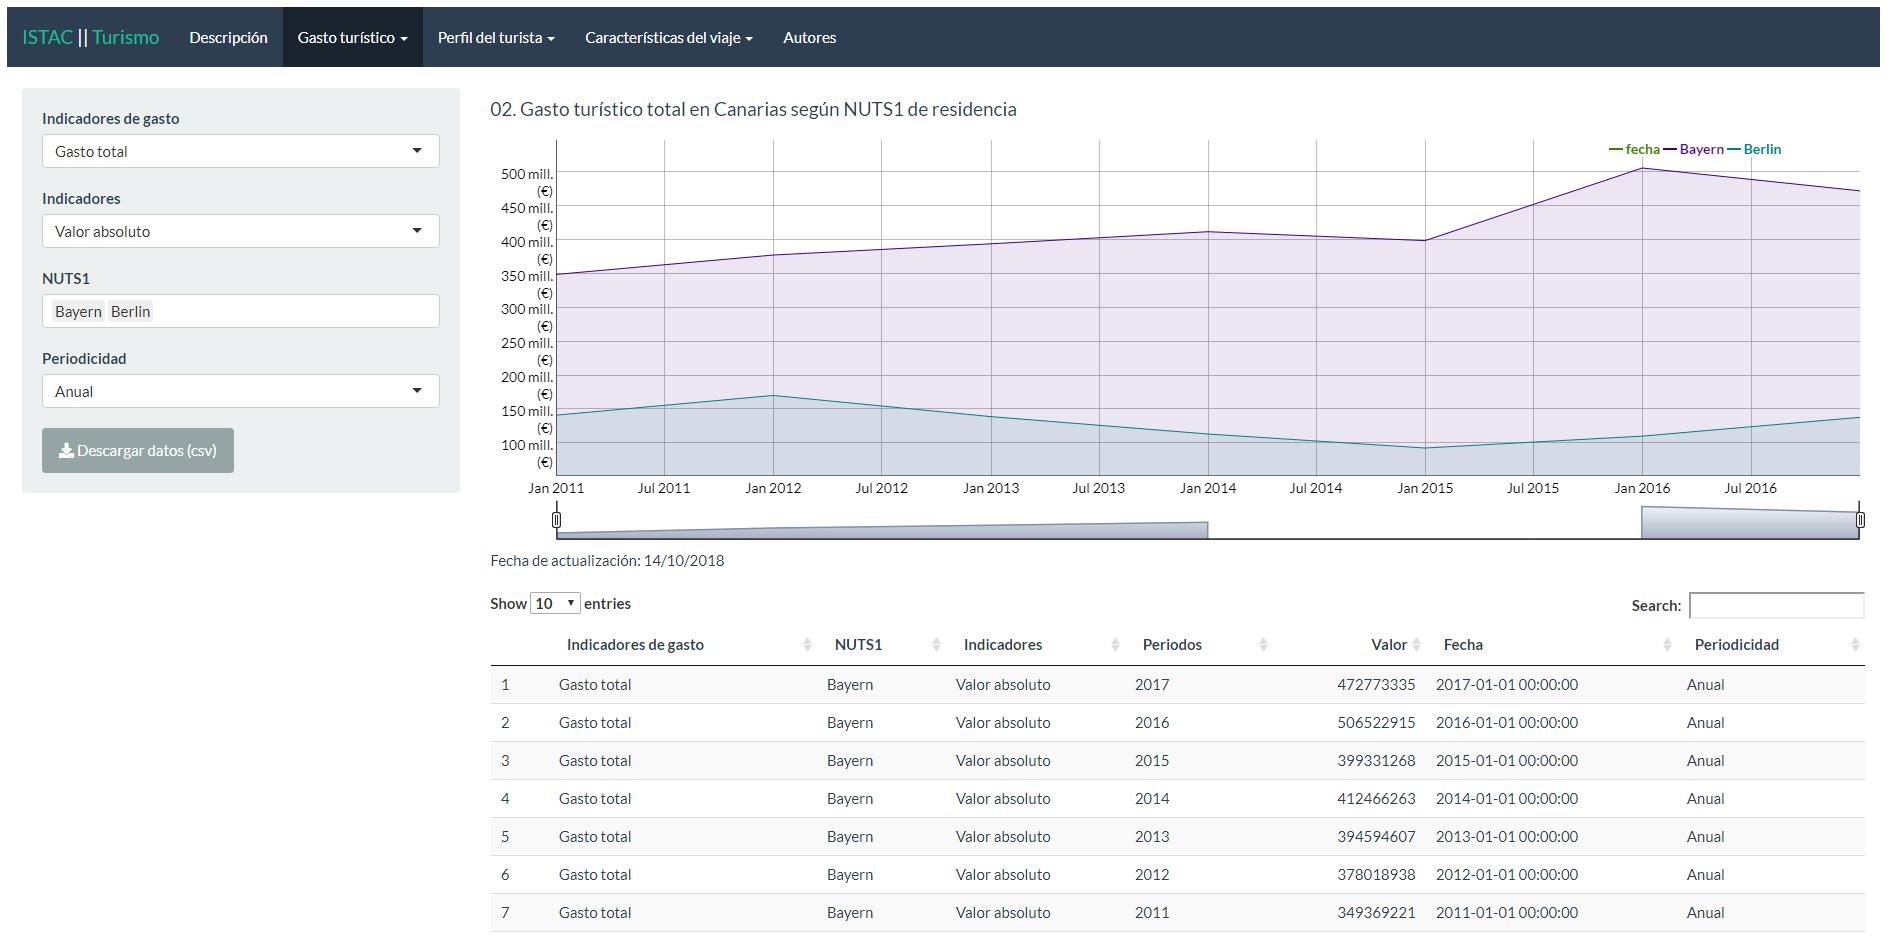 ISTAC || Turismo Descripción Gasto turístico Perfil del turista Características del viaje Autores
Indicadores de gasto
Gasto total
Indicadores
Valor absoluto
NUTS1
Bayern Berlin
Periodicidad
Anual
Descargar datos (csv)
02. Gasto turístico total en Canarias según NUTS1 de residencia
fecha Bayern Berlin
500 mill.
(€)
450 mill.
(€)
400 mill.
(€)
350 mill.
(€)
300 mill.
(€)
250 mill.
(€)
200 mill.
(€)
150 mill.
(€)
100 mill.
(€)
Jan 2011 Jul 2011 Jan 2012 Jul 2012 Jan 2013 Jul 2013 Jan 2014 Jul 2014 Jan 2015 Jul 2015 Jan 2016 Jul 2016
Fecha de actualización: 14/10/2018
Show 10 entries Search:
Indicadores de gasto NUTS1 Indicadores Periodos Valor Fecha Periodicidad
1 Gasto total Bayern Valor absoluto 2017 472773335 2017-01-01 00:00:00 Anual
2 Gasto total Bayern Valor absoluto 2016 506522915 2016-01-01 00:00:00 Anual
3 Gasto total Bayern Valor absoluto 2015 399331268 2015-01-01 00:00:00 Anual
4 Gasto total Bayern Valor absoluto 2014 412466263 2014-01-01 00:00:00 Anual
5 Gasto total Bayern Valor absoluto 2013 394594607 2013-01-01 00:00:00 Anual
6 Gasto total Bayern Valor absoluto 2012 378018938 2012-01-01 00:00:00 Anual
7 Gasto total Bayern Valor absoluto 2011 349369221 2011-01-01 00:00:00 Anual